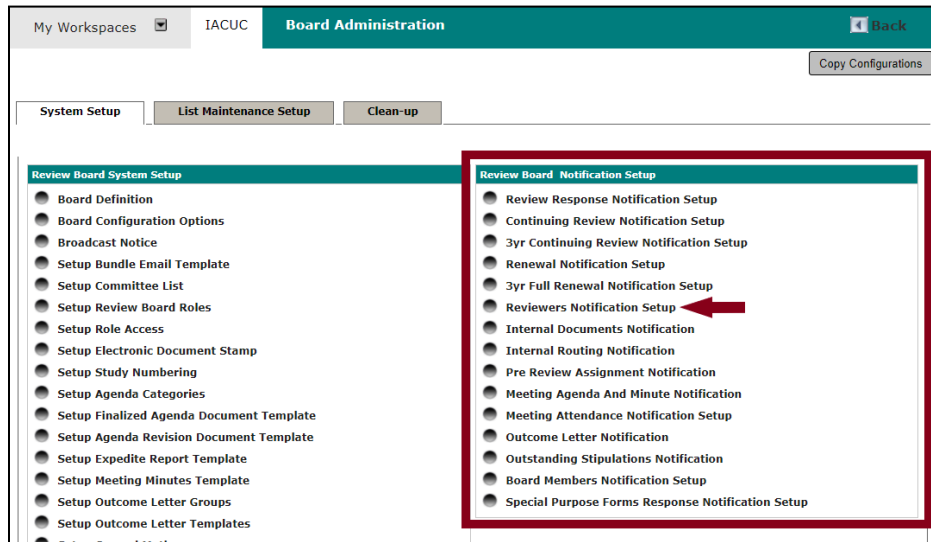 My Workspaces IACUC Board Administration Back
Copy Configurations
System Setup List Maintenance Setup Clean-up
Review Board System Setup
Board Definition
Board Configuration Options
Broadcast Notice
Setup Bundle Email Template
Setup Committee List
Setup Review Board Roles
Setup Role Access
Setup Electronic Document Stamp
Setup Study Numbering
Setup Agenda Categories
Setup Finalized Agenda Document Template
Setup Agenda Revision Document Template
Setup Expedite Report Template
Setup Meeting Minutes Template
Setup Outcome Letter Groups
Setup Outcome Letter Templates
Review Board Notification Setup
Review Response Notification Setup
Continuing Review Notification Setup
3yr Continuing Review Notification Setup
Renewal Notification Setup
3yr Full Renewal Notification Setup
Reviewers Notification Setup
Internal Documents Notification
Internal Routing Notification
Pre Review Assignment Notification
Meeting Agenda And Minute Notification
Meeting Attendance Notification Setup
Outcome Letter Notification
Outstanding Stipulations Notification
Board Members Notification Setup
Special Purpose Forms Response Notification Setup